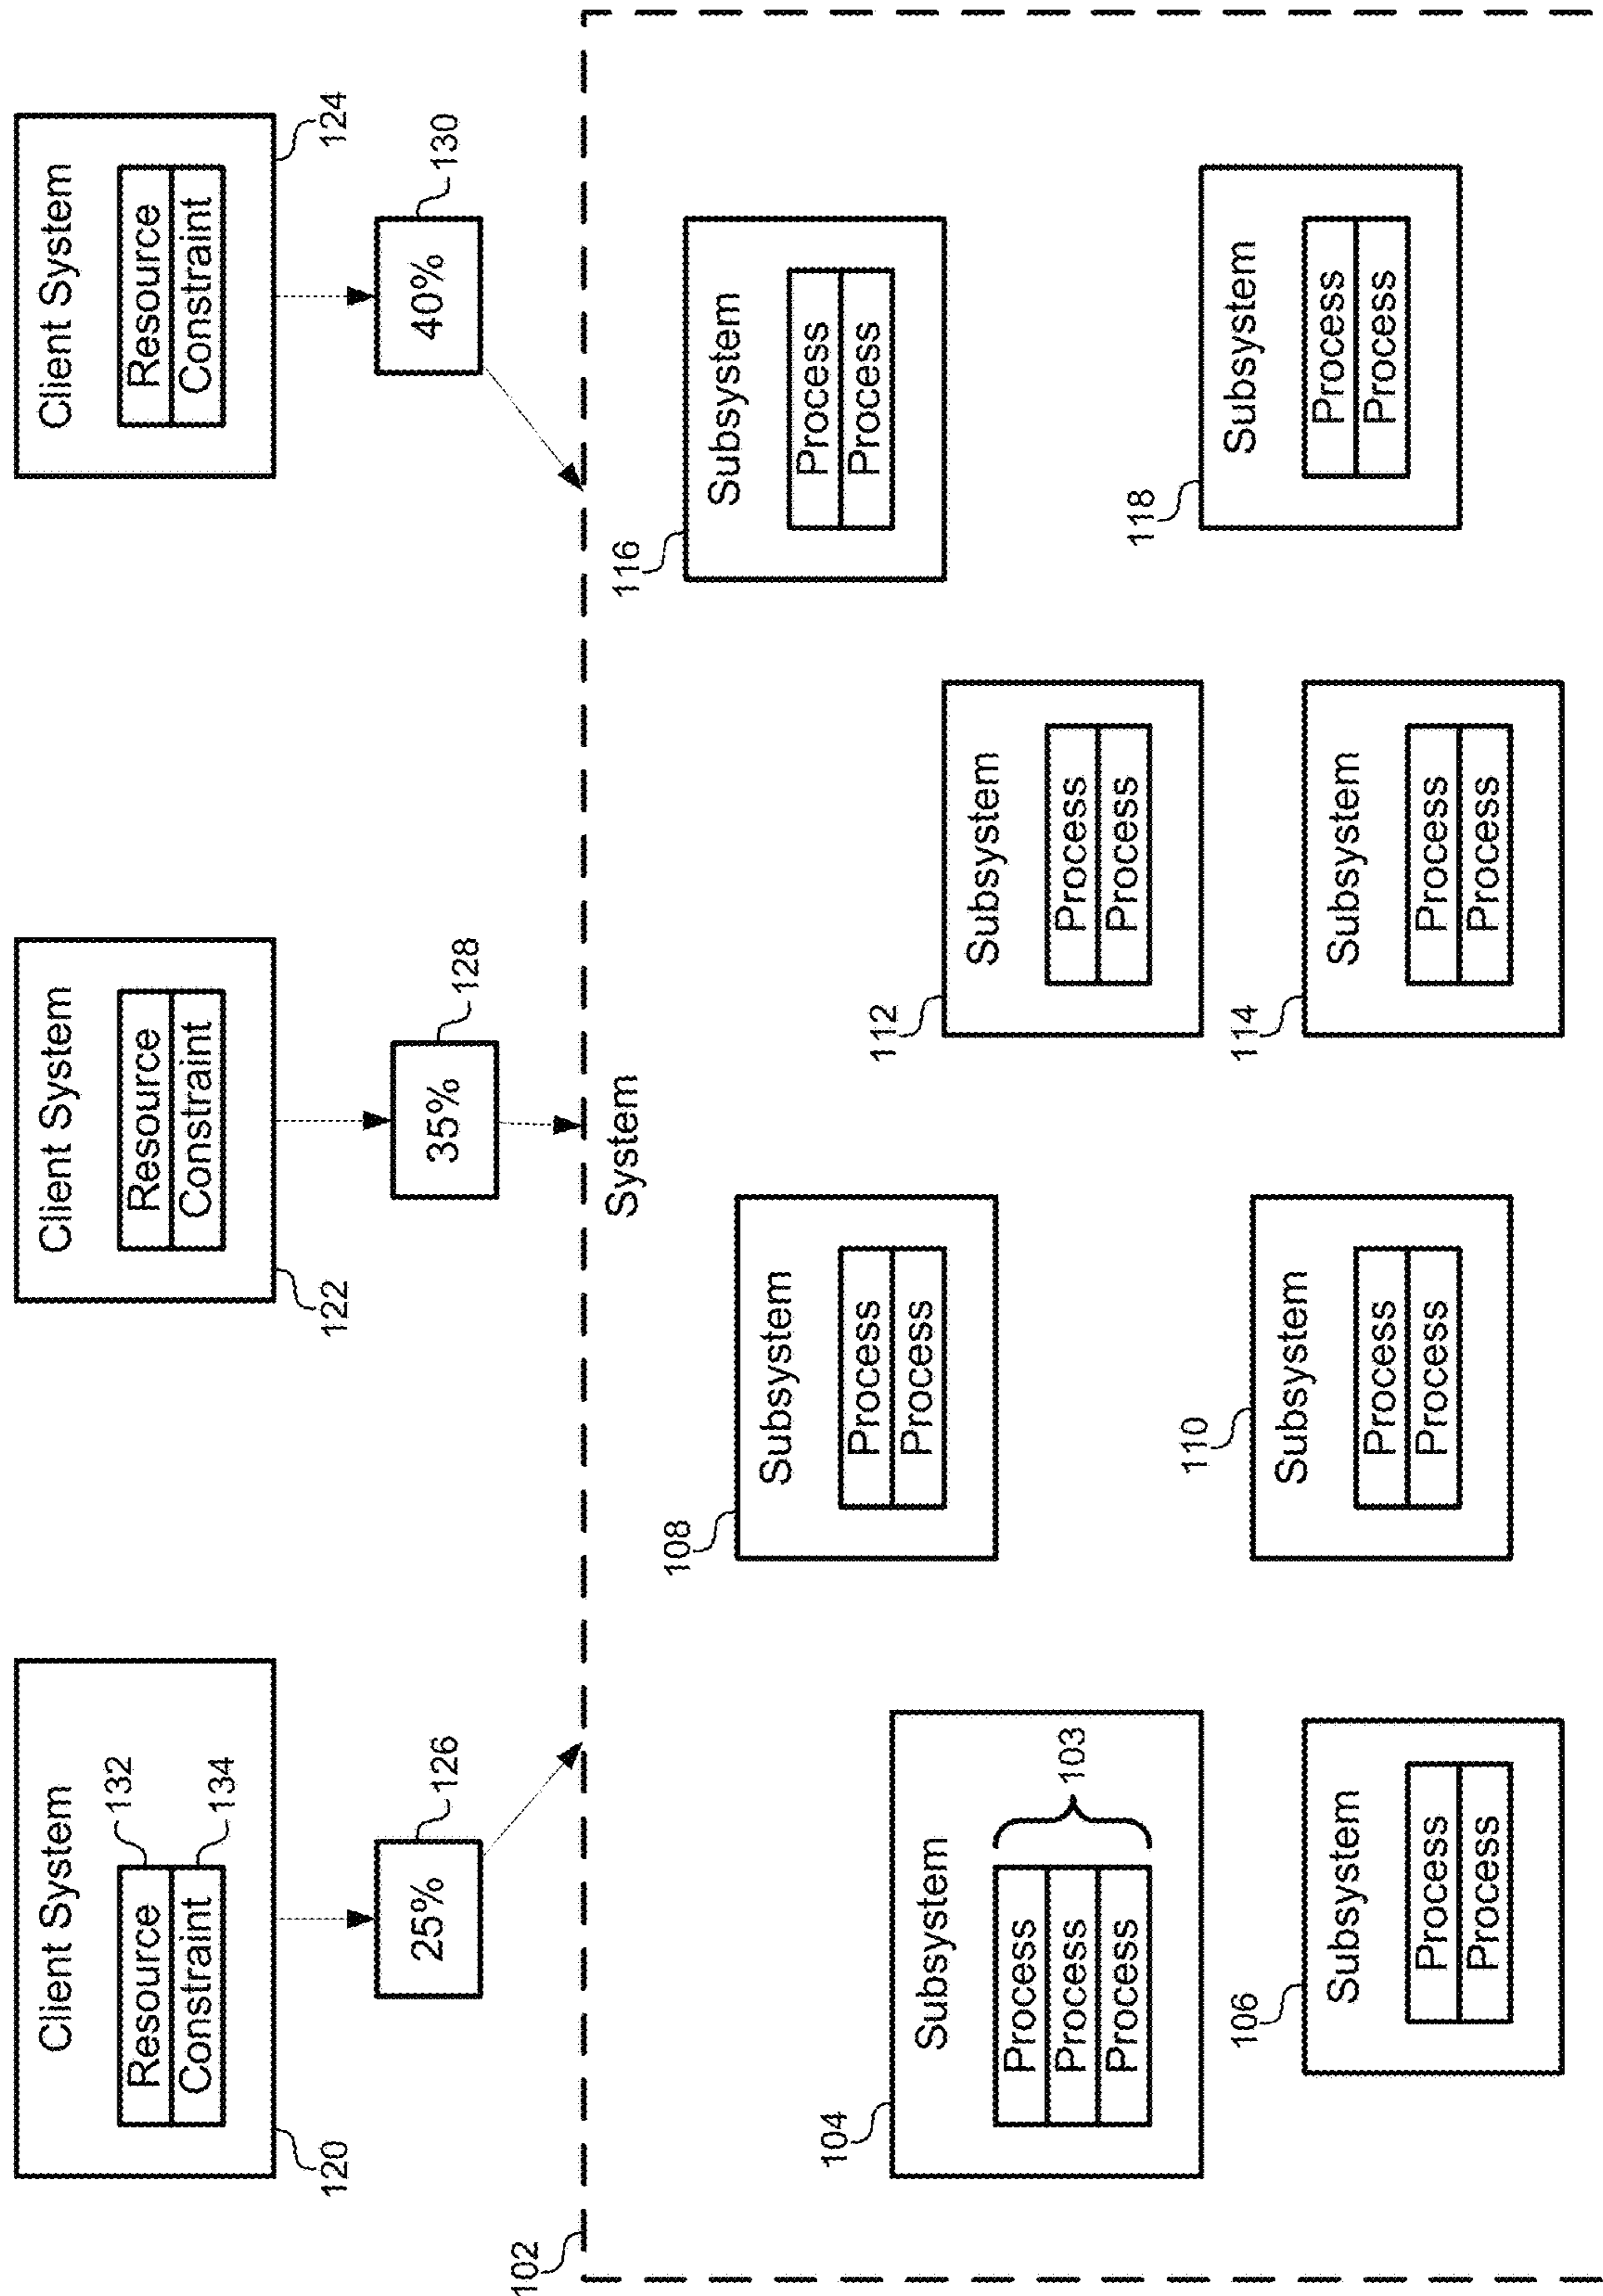 Client System
Resource
132
Constraint
134
120
Client System
Resource
Constraint
122
Client System
Resource
Constraint
124
25%
126
35%
128
40%
130
102
System
104
Subsystem
Process
Process
Process
103
106
Subsystem
Process
Process
108
Subsystem
Process
Process
110
Subsystem
Process
Process
112
Subsystem
Process
Process
114
Subsystem
Process
Process
116
Subsystem
Process
Process
118
Subsystem
Process
Process